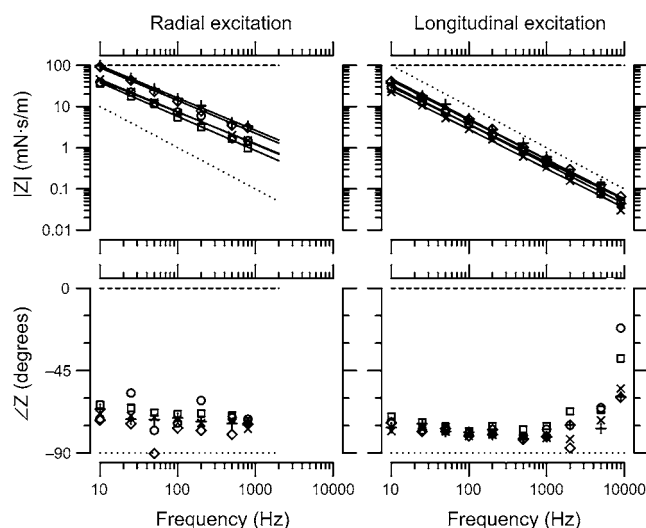 Radial excitation
Longitudinal excitation
100
10
1
0.1
0.01
|Z| (mN·s/m)
0
−45
−90
∠Z (degrees)
10 100 1000 10000
10 100 1000 10000
Frequency (Hz)
Frequency (Hz)